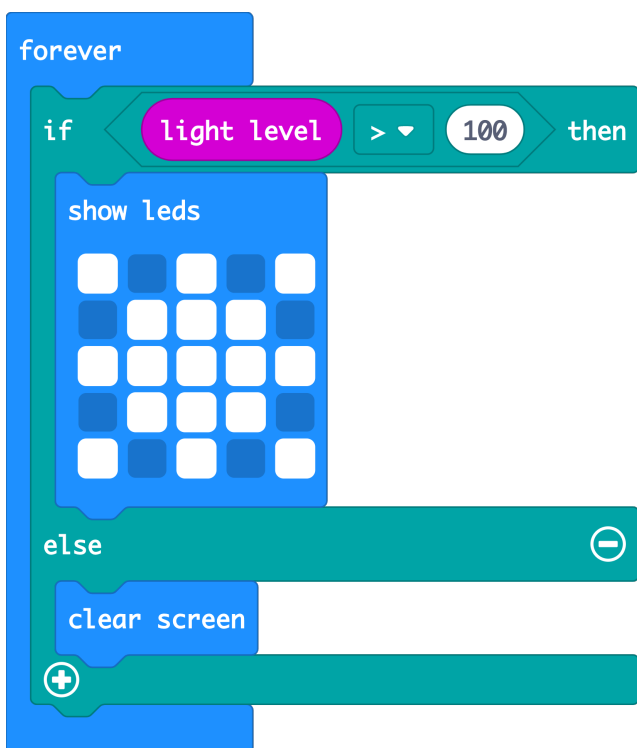 forever
if light level > 100 then
show leds
else
clear screen